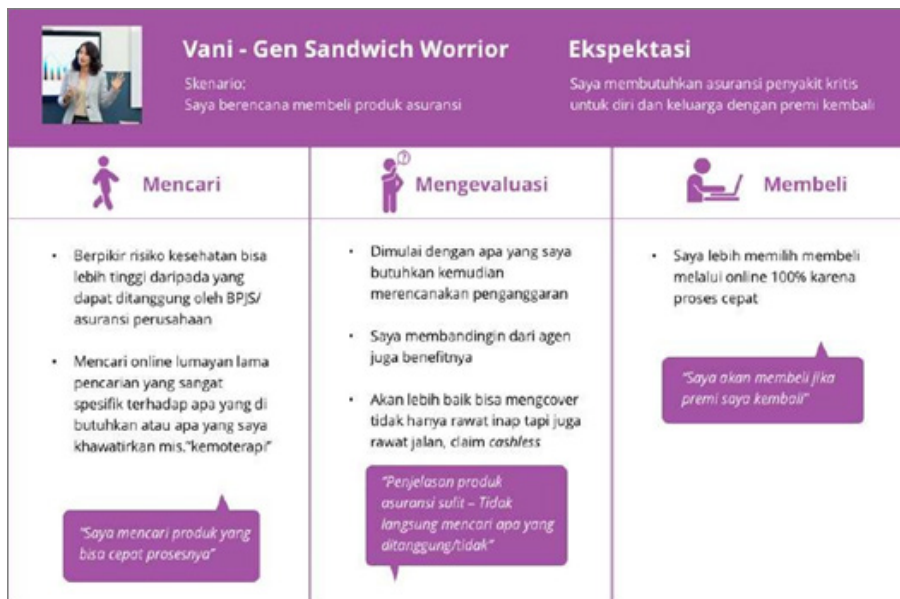 Vani - Gen Sandwich Worrior
Skenario:
Saya berencana membeli produk asuransi
Ekspektasi
Saya membutuhkan asuransi penyakit kritis
untuk diri dan keluarga dengan premi kembali
Mencari
• Berpikir risiko kesehatan bisa
lebih tinggi daripada yang
dapat ditanggung oleh BPJS/
asuransi perusahaan
• Mencari online lumayan lama
pencarian yang sangat
spesifik terhadap apa yang di
butuhkan atau apa yang saya
khawatirkan mis."kemoterapi"
"Saya mencari produk yang
bisa cepat prosesnya"
?
Mengevaluasi
• Dimulai dengan apa yang saya
butuhkan kemudian
merencanakan penganggaran
• Saya membandingin dari agen
juga benefitnya
• Akan lebih baik bisa mengcover
tidak hanya rawat inap tapi juga
rawat jalan, claim cashless
"Penjelasan produk
asuransi sulit – Tidak
langsung mencari apa yang
ditanggung/tidak"
Membeli
• Saya lebih memilih membeli
melalui online 100% karena
proses cepat
"Saya akan membeli jika
premi saya kembali"